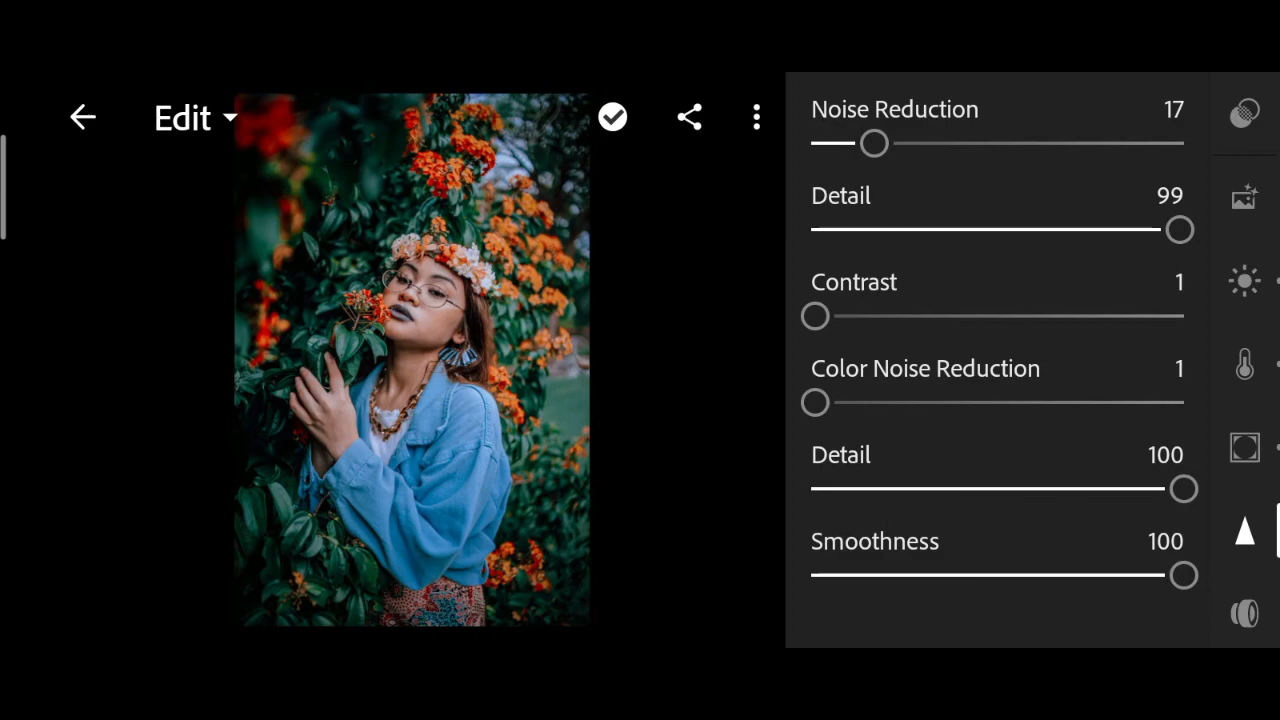 Edit
Noise Reduction 17
Detail 99
Contrast 1
Color Noise Reduction 1
Detail 100
Smoothness 100